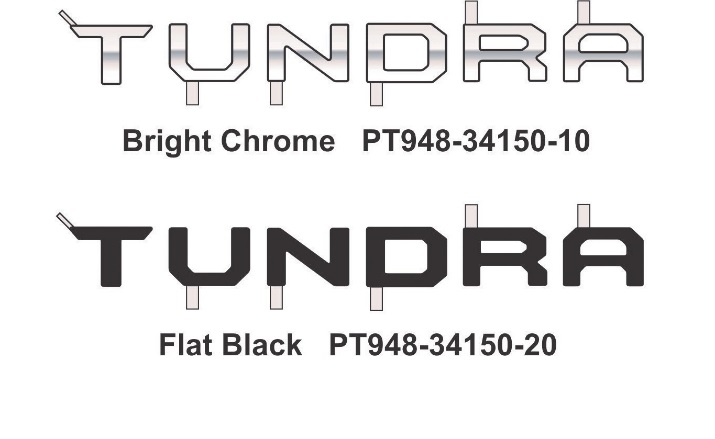 TUNDRA
Bright Chrome PT948-34150-10
TUNDRA
Flat Black PT948-34150-20